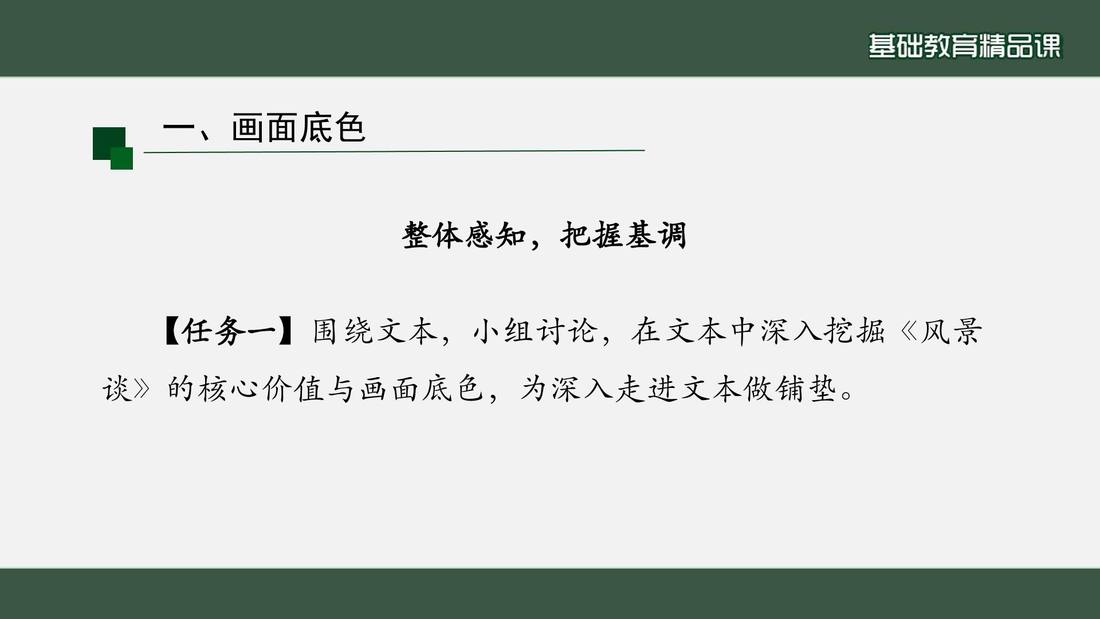 基础教育精品课
一、画面底色
整体感知，把握基调
【任务一】围绕文本，小组讨论，在文本中深入挖掘《风景
谈》的核心价值与画面底色，为深入走进文本做铺垫。